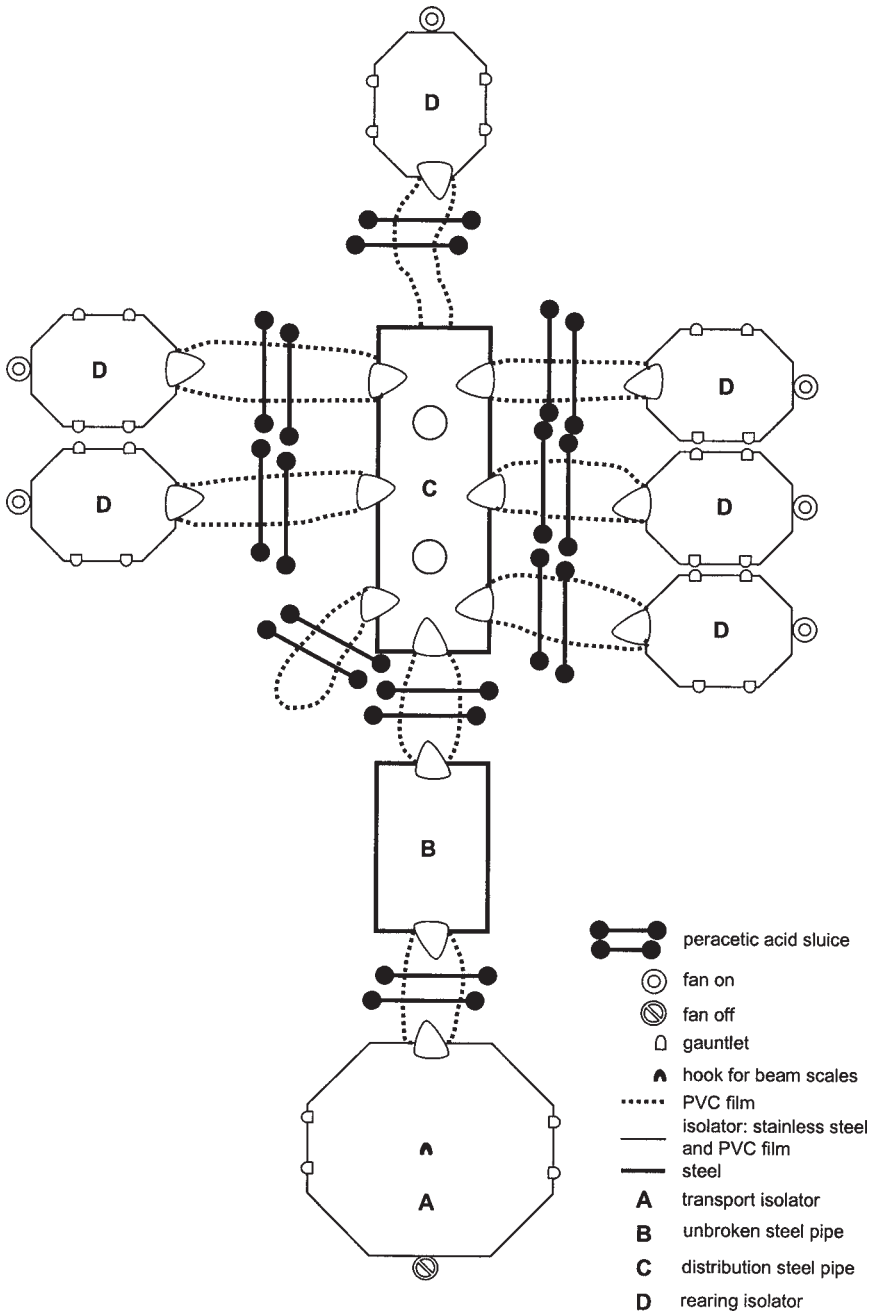 D
D
D
D
C
D
D
B
A
peracetic acid sluice
fan on
fan off
gauntlet
hook for beam scales
PVC film
isolator: stainless steel
and PVC film
steel
A transport isolator
B unbroken steel pipe
C distribution steel pipe
D rearing isolator